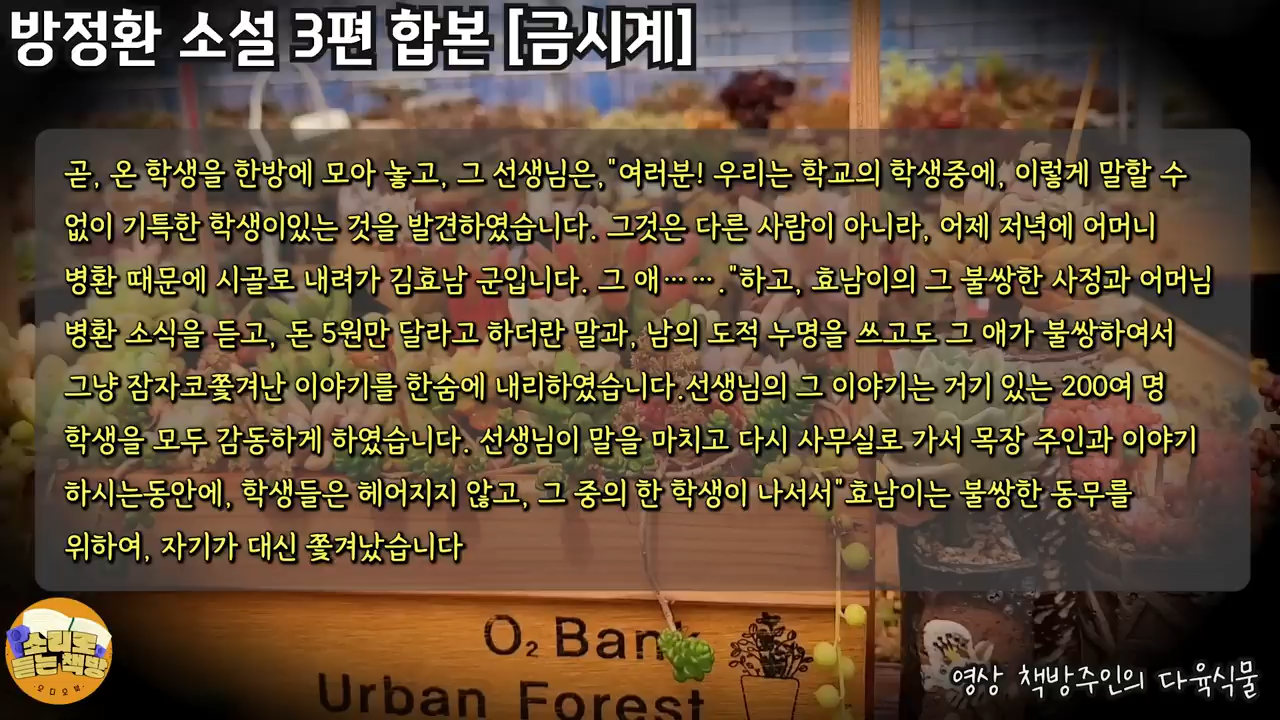 방정환 소설 3편 합본 [금시계]
곧, 온 학생을 한방에 모아 놓고, 그 선생님은,"여러분! 우리는 학교의 학생중에, 이렇게 말할 수
없이 기특한 학생이있는 것을 발견하였습니다. 그것은 다른 사람이 아니라, 어제 저녁에 어머니
병환 때문에 시골로 내려가 김효남 군입니다. 그 애……."하고, 효남이의 그 불쌍한 사정과 어머님
병환 소식을 듣고, 돈 5원만 달라고 하더란 말과, 남의 도적 누명을 쓰고도 그 애가 불쌍하여서
그냥 잠자코쫓겨난 이야기를 한숨에 내리하였습니다.선생님의 그 이야기는 거기 있는 200여 명
학생을 모두 감동하게 하였습니다. 선생님이 말을 마치고 다시 사무실로 가서 목장 주인과 이야기
하시는동안에, 학생들은 헤어지지 않고, 그 중의 한 학생이 나서서"효남이는 불쌍한 동무를
위하여, 자기가 대신 쫓겨났습니다
O₂ Bank
Urban Forest
소리로
듣는 책방
·오디오북·
영상 책방주인의 다육식물